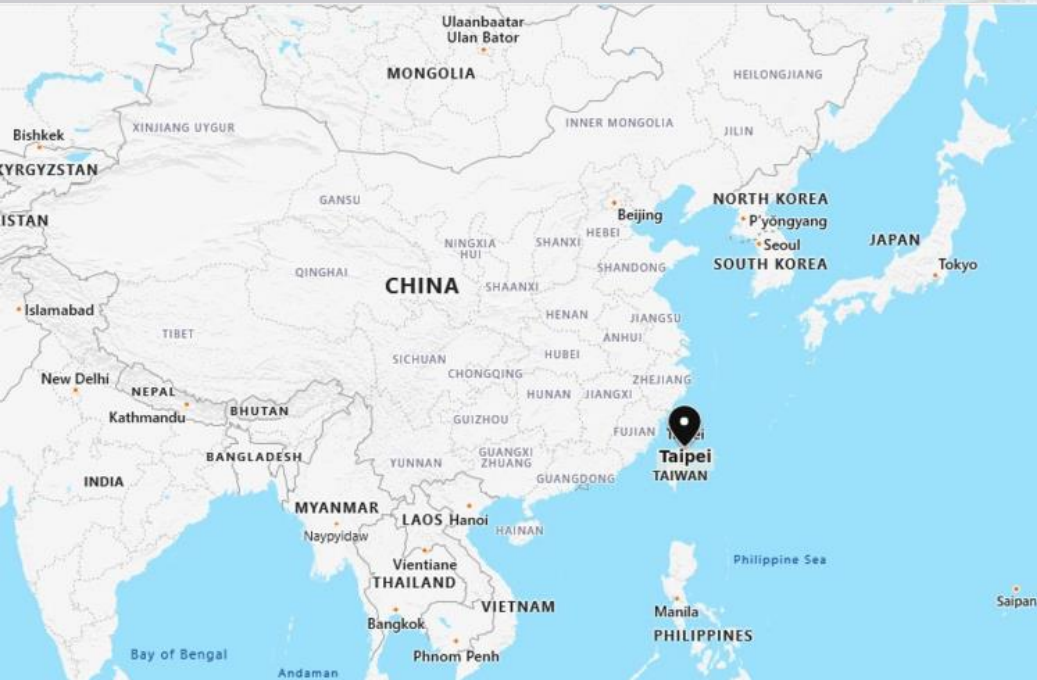 Ulaanbaatar
Ulan Bator
MONGOLIA
HEILONGJIANG
Bishkek
XINJIANG UYGUR
INNER MONGOLIA
JILIN
KYRGYZSTAN
GANSU
NORTH KOREA
Beijing
P'yŏngyang
ISTAN
HEBEI
NINGXIA
HUI
SHANXI
JAPAN
Seoul
SOUTH KOREA
Tokyo
QINGHAI
CHINA
SHANDONG
SHAANXI
Islamabad
HENAN
JIANGSU
TIBET
ANHUI
SICHUAN
HUBEI
CHONGQING
New Delhi
ZHEJIANG
NEPAL
HUNAN
JIANGXI
Kathmandu
BHUTAN
GUIZHOU
FUJIAN
Taipei
BANGLADESH
YUNNAN
GUANGXI
ZHUANG
TAIWAN
INDIA
GUANGDONG
MYANMAR
LAOS
Hanoi
HAINAN
Naypyidaw
Philippine Sea
Vientiane
THAILAND
Saipan
VIETNAM
Manila
Bangkok
PHILIPPINES
Bay of Bengal
Phnom Penh
Andaman